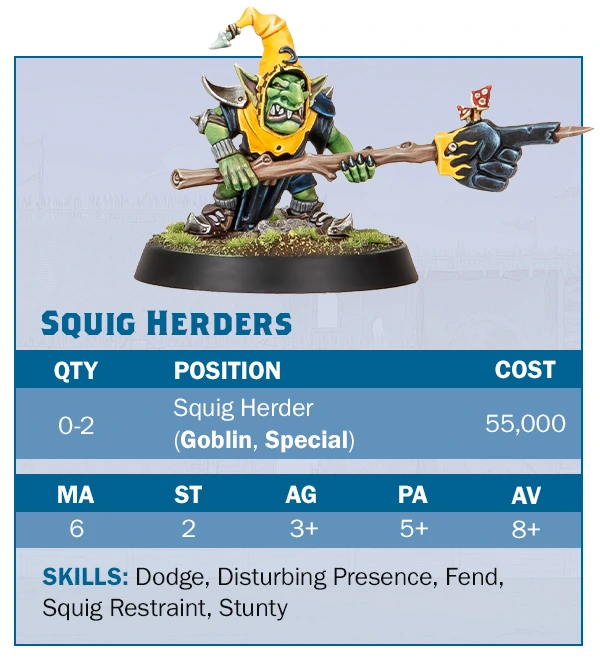 SQUIG HERDERS
QTY POSITION COST
0-2 Squig Herder (Goblin, Special) 55,000
MA ST AG PA AV
6 2 3+ 5+ 8+
SKILLS: Dodge, Disturbing Presence, Fend,
Squig Restraint, Stunty